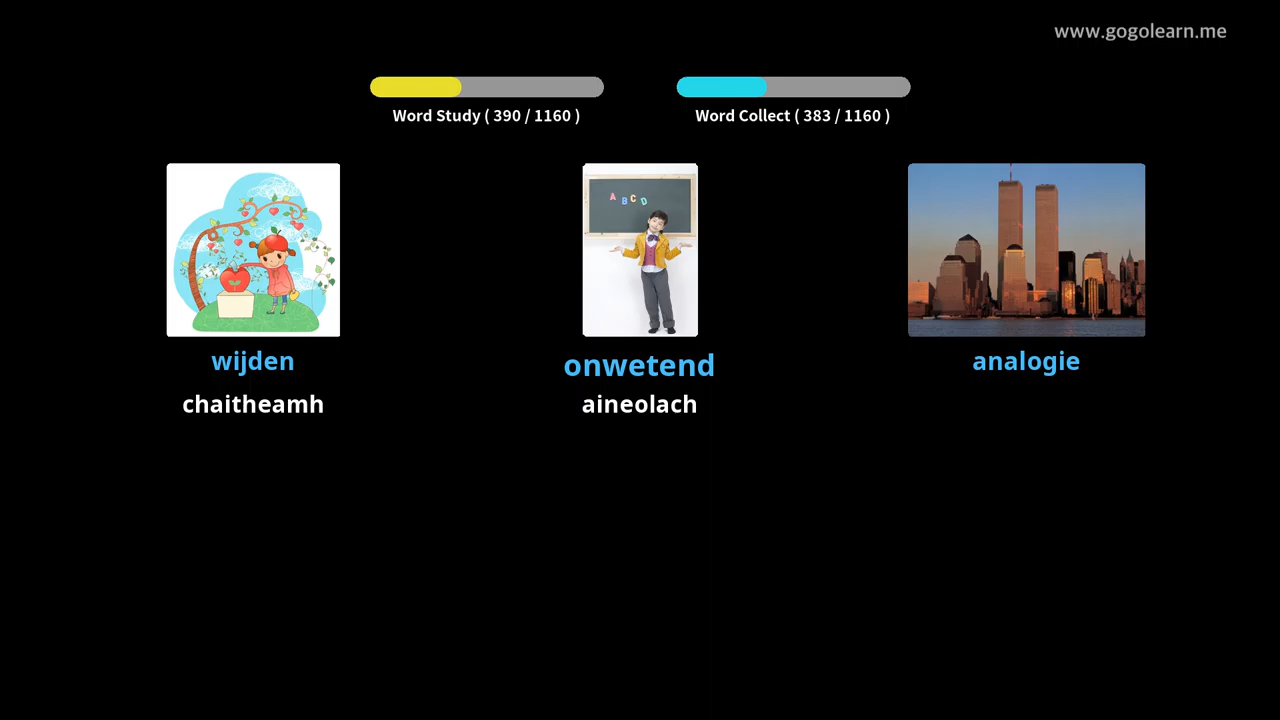 www.gogolearn.me
Word Study ( 390 / 1160 )
Word Collect ( 383 / 1160 )
A B C D
wijden
onwetend
analogie
chaitheamh
aineolach